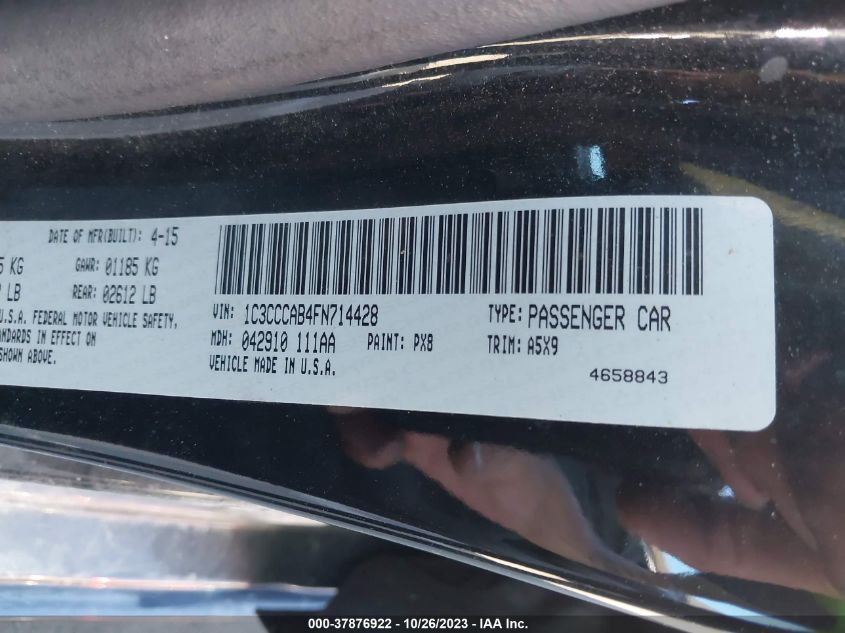 DATE OF MFR(BUILT): 4-15
5 KG GAWR: 01185 KG
LB REAR: 02612 LB
U.S.A. FEDERAL MOTOR VEHICLE SAFETY,
ANDARDS IN EFFECT ON
SHOWN ABOVE.
VIN: 1C3CCCAB4FN714428 TYPE: PASSENGER CAR
MDH: 042910 111AA PAINT: PX8 TRIM: A5X9
VEHICLE MADE IN U.S.A.
4658843
000-37876922 - 10/26/2023 - IAA Inc.